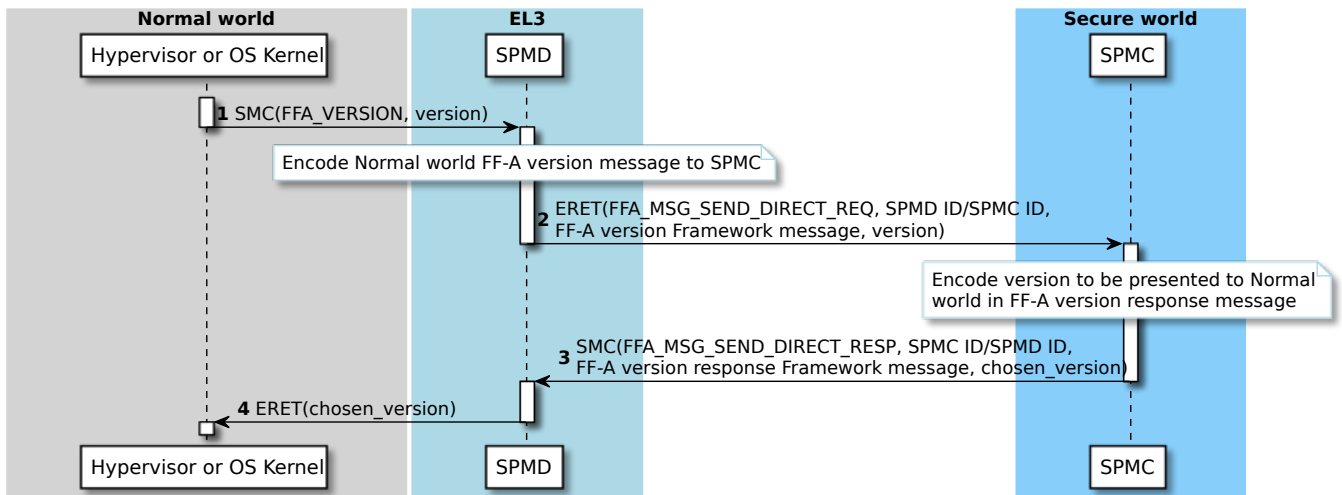 Normal world
EL3
Secure world
Hypervisor or OS Kernel
SPMD
SPMC
1 SMC(FFA_VERSION, version)
Encode Normal world FF-A version message to SPMC
2 ERET(FFA_MSG_SEND_DIRECT_REQ, SPMD ID/SPMC ID,
FF-A version Framework message, version)
Encode version to be presented to Normal
world in FF-A version response message
3 SMC(FFA_MSG_SEND_DIRECT_RESP, SPMC ID/SPMD ID,
FF-A version response Framework message, chosen_version)
4 ERET(chosen_version)
Hypervisor or OS Kernel
SPMD
SPMC